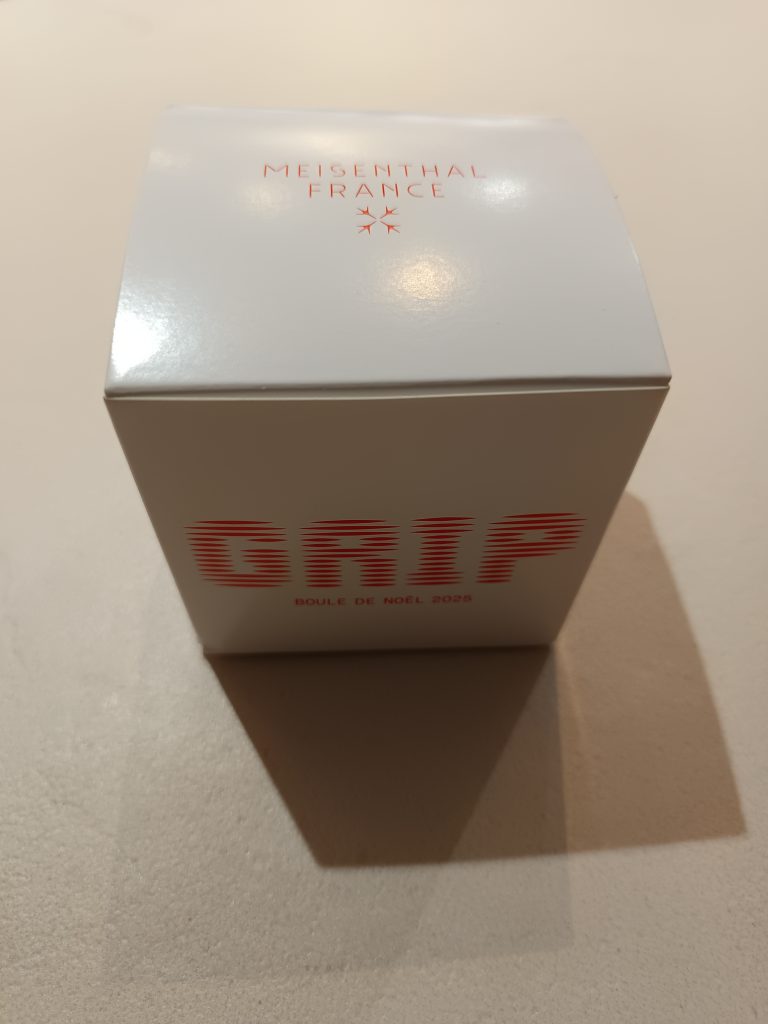 MEISENTHAL
FRANCE
GRIP
BOULE DE NOËL 2025